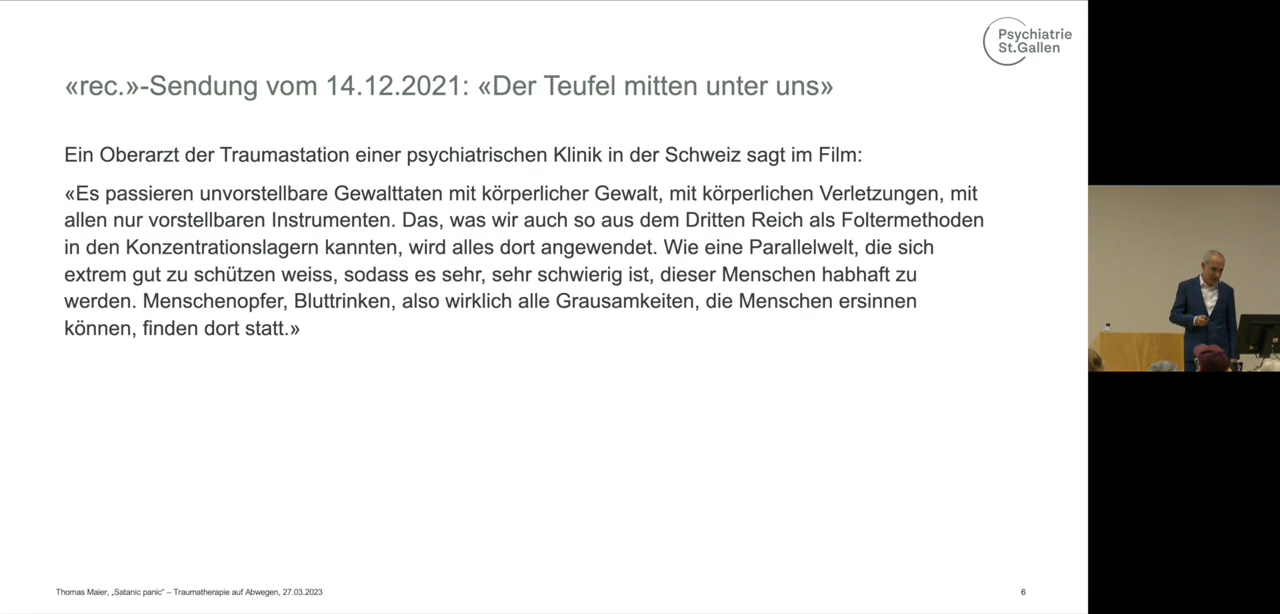 Psychiatrie
St.Gallen
«rec.»-Sendung vom 14.12.2021: «Der Teufel mitten unter uns»
Ein Oberarzt der Traumastation einer psychiatrischen Klinik in der Schweiz sagt im Film:
«Es passieren unvorstellbare Gewalttaten mit körperlicher Gewalt, mit körperlichen Verletzungen, mit
allen nur vorstellbaren Instrumenten. Das, was wir auch so aus dem Dritten Reich als Foltermethoden
in den Konzentrationslagern kannten, wird alles dort angewendet. Wie eine Parallelwelt, die sich
extrem gut zu schützen weiss, sodass es sehr, sehr schwierig ist, dieser Menschen habhaft zu
werden. Menschenopfer, Bluttrinken, also wirklich alle Grausamkeiten, die Menschen ersinnen
können, finden dort statt.»
Thomas Maier, „Satanic panic“ – Traumatherapie auf Abwegen, 27.03.2023
6